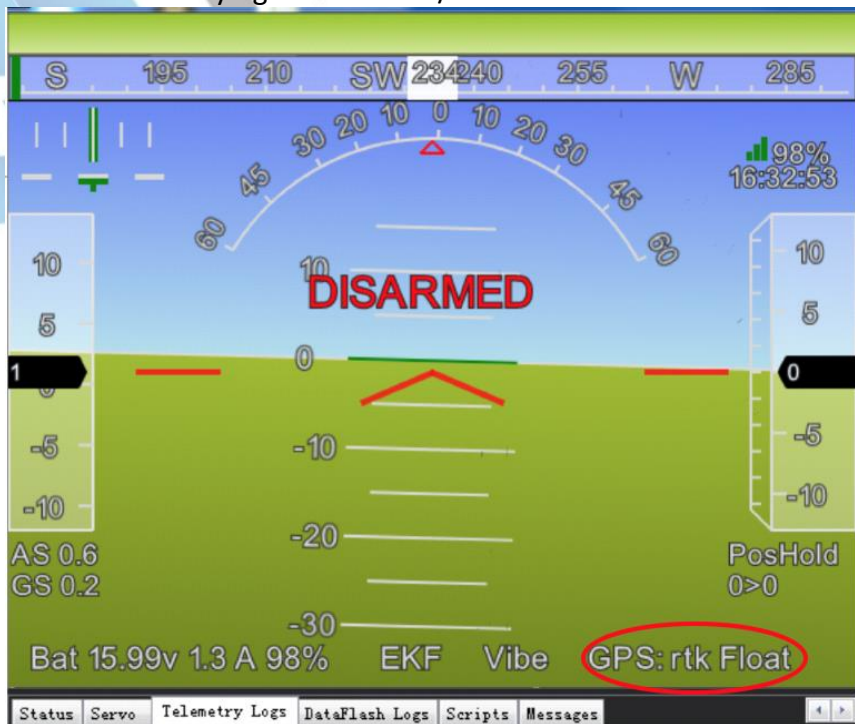 S 195 210 SW 234 240 255 W 285
60 45 30 20 10 0 10 20 30 45 60
98%
16:32:53
10 10 10
DISARMED
5 5
0
1 0
0
-5 -5
-10
-10 -10
-20
AS 0.6 PosHold
GS 0.2 0>0
-30
Bat 15.99v 1.3 A 98% EKF Vibe GPS: rtk Float
Status Servo Telemetry Logs DataFlash Logs Scripts Messages